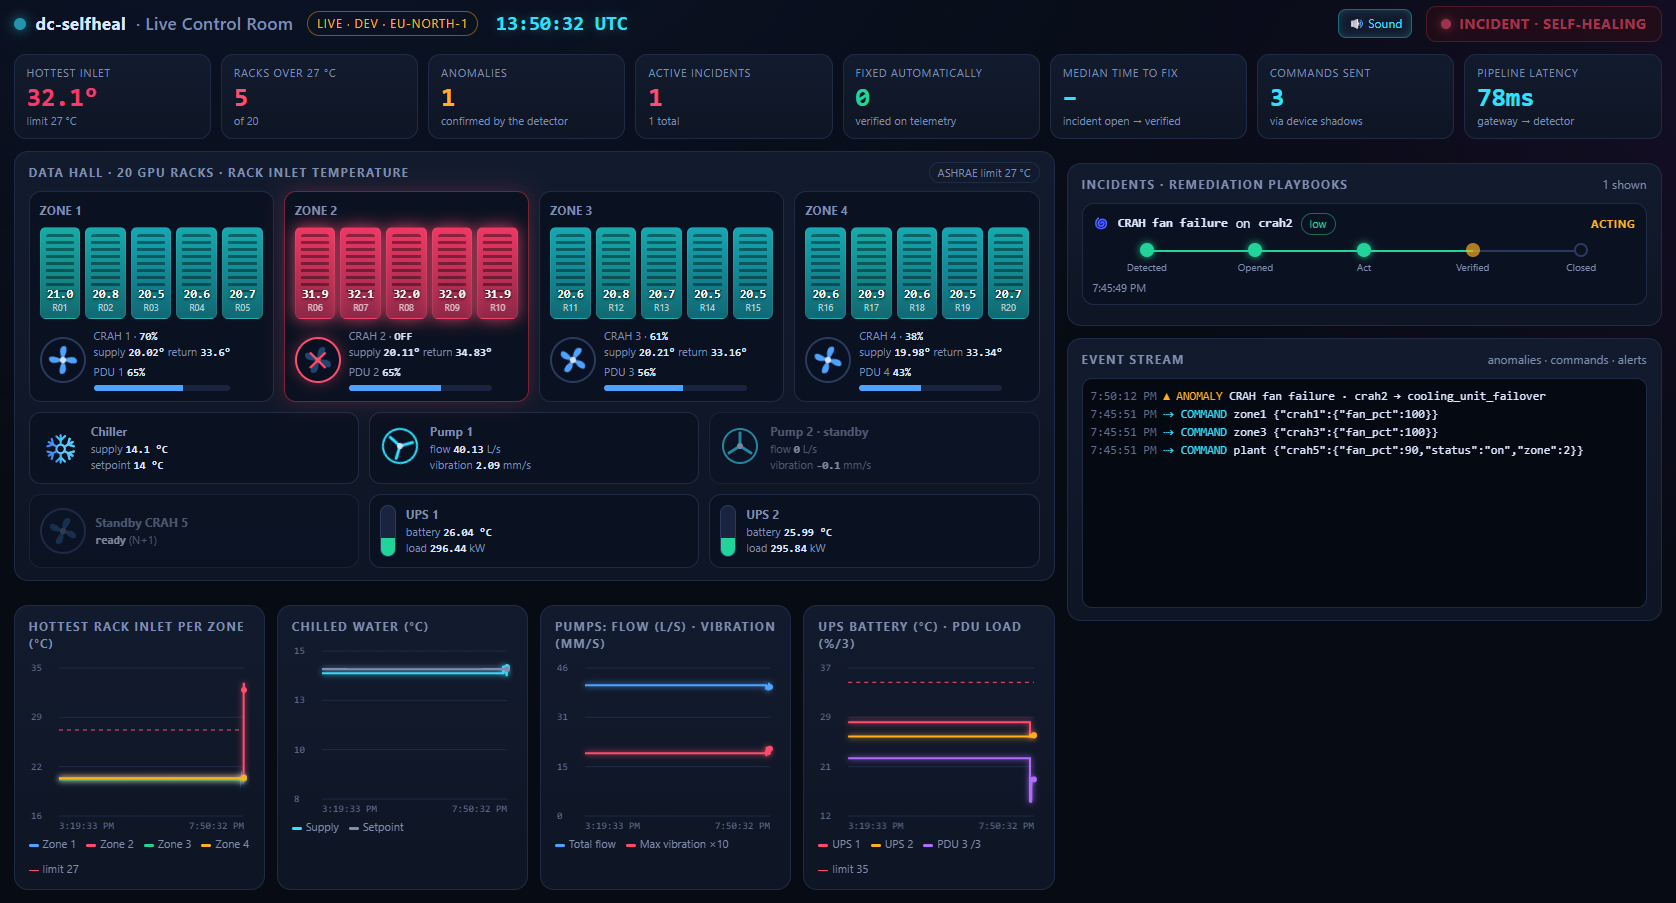 dc-selfheal · Live Control Room
LIVE · DEV · EU-NORTH-1
13:50:32 UTC
Sound
INCIDENT · SELF-HEALING
HOTTEST INLET
32.1°
limit 27 °C
RACKS OVER 27 °C
5
of 20
ANOMALIES
1
confirmed by the detector
ACTIVE INCIDENTS
1
1 total
FIXED AUTOMATICALLY
0
verified on telemetry
MEDIAN TIME TO FIX
–
incident open → verified
COMMANDS SENT
3
via device shadows
PIPELINE LATENCY
78ms
gateway → detector
DATA HALL · 20 GPU RACKS · RACK INLET TEMPERATURE
ASHRAE limit 27 °C
ZONE 1
21.0 20.8 20.5 20.6 20.7
R01 R02 R03 R04 R05
CRAH 1 · 70%
supply 20.02° return 33.6°
PDU 1 65%
ZONE 2
31.9 32.1 32.0 32.0 31.9
R06 R07 R08 R09 R10
CRAH 2 · OFF
supply 20.11° return 34.83°
PDU 2 65%
ZONE 3
20.6 20.8 20.7 20.5 20.5
R11 R12 R13 R14 R15
CRAH 3 · 61%
supply 20.21° return 33.16°
PDU 3 56%
ZONE 4
20.6 20.9 20.6 20.5 20.7
R16 R17 R18 R19 R20
CRAH 4 · 38%
supply 19.98° return 33.34°
PDU 4 43%
Chiller
supply 14.1 °C
setpoint 14 °C
Pump 1
flow 40.13 L/s
vibration 2.09 mm/s
Pump 2 · standby
flow 0 L/s
vibration -0.1 mm/s
Standby CRAH 5
ready (N+1)
UPS 1
battery 26.04 °C
load 296.44 kW
UPS 2
battery 25.99 °C
load 295.84 kW
INCIDENTS · REMEDIATION PLAYBOOKS
1 shown
CRAH fan failure on crah2 low
ACTING
Detected Opened Act Verified Closed
7:45:49 PM
EVENT STREAM
anomalies · commands · alerts
7:50:12 PM ▲ ANOMALY CRAH fan failure · crah2 → cooling_unit_failover
7:45:51 PM ⇢ COMMAND zone1 {"crah1":{"fan_pct":100}}
7:45:51 PM ⇢ COMMAND zone3 {"crah3":{"fan_pct":100}}
7:45:51 PM ⇢ COMMAND plant {"crah5":{"fan_pct":90,"status":"on","zone":2}}
HOTTEST RACK INLET PER ZONE
(°C)
35
29
22
16
3:19:33 PM 7:50:32 PM
Zone 1 Zone 2 Zone 3 Zone 4
limit 27
CHILLED WATER (°C)
15
13
10
8
3:19:33 PM 7:50:32 PM
Supply Setpoint
PUMPS: FLOW (L/S) · VIBRATION
(MM/S)
46
31
15
0
3:19:33 PM 7:50:32 PM
Total flow Max vibration ×10
UPS BATTERY (°C) · PDU LOAD
(%/3)
37
29
21
12
3:19:33 PM 7:50:32 PM
UPS 1 UPS 2 PDU 3 /3
limit 35